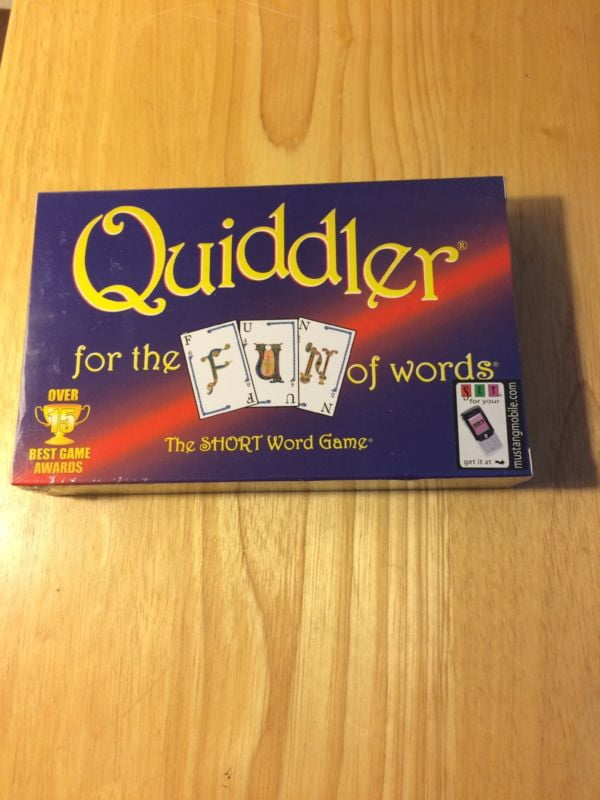 Quiddler®
for the FUN of words®
F
U
N
F
U
N
The SHORT Word Game®
OVER
15
BEST GAME
AWARDS
SET
for your
get it at
mustangmobile.com